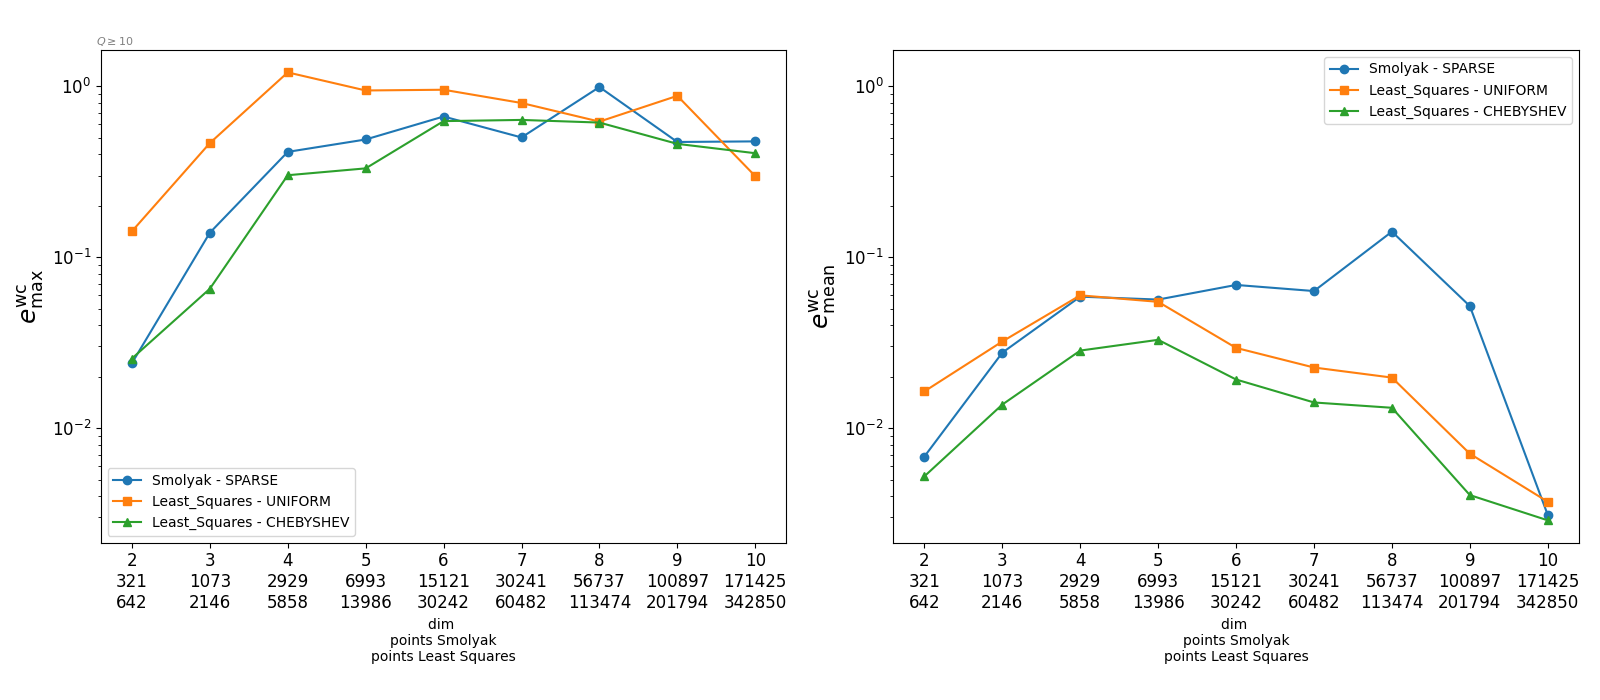 Q ≥ 10
10⁰
10⁻¹
10⁻²
e^wc_max
Smolyak - SPARSE
Least_Squares - UNIFORM
Least_Squares - CHEBYSHEV
2 3 4 5 6 7 8 9 10
321 1073 2929 6993 15121 30241 56737 100897 171425
642 2146 5858 13986 30242 60482 113474 201794 342850
dim
points Smolyak
points Least Squares
10⁰
10⁻¹
10⁻²
e^wc_mean
Smolyak - SPARSE
Least_Squares - UNIFORM
Least_Squares - CHEBYSHEV
2 3 4 5 6 7 8 9 10
321 1073 2929 6993 15121 30241 56737 100897 171425
642 2146 5858 13986 30242 60482 113474 201794 342850
dim
points Smolyak
points Least Squares